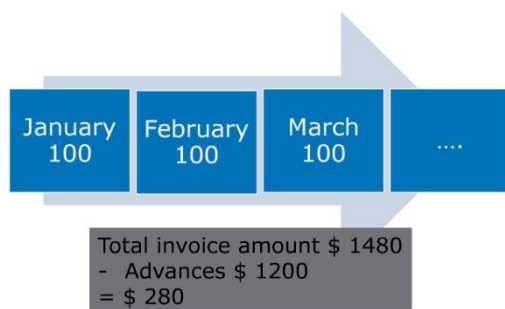 January
100
February
100
March
100
....
Total invoice amount $ 1480
- Advances $ 1200
= $ 280